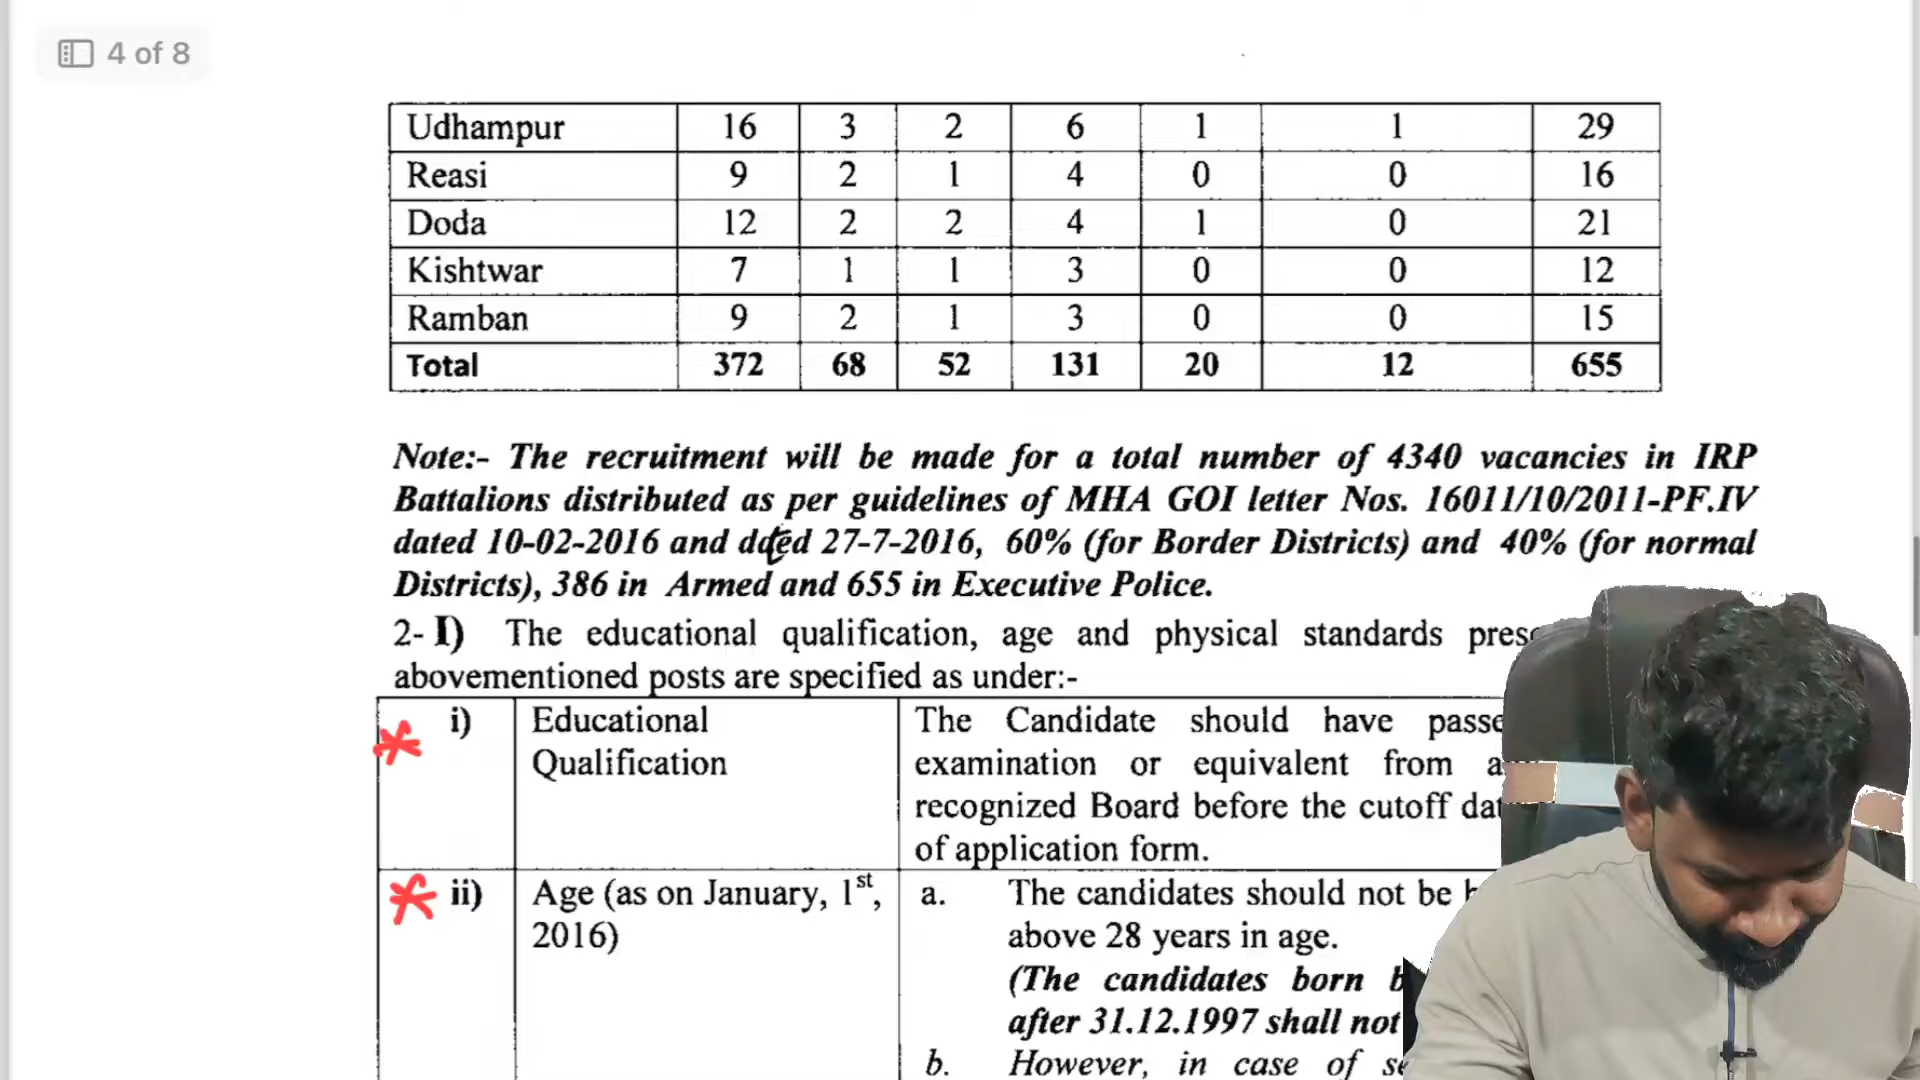 4 of 8
Udhampur 16 3 2 6 1 1 29
Reasi 9 2 1 4 0 0 16
Doda 12 2 2 4 1 0 21
Kishtwar 7 1 1 3 0 0 12
Ramban 9 2 1 3 0 0 15
Total 372 68 52 131 20 12 655
Note:- The recruitment will be made for a total number of 4340 vacancies in IRP
Battalions distributed as per guidelines of MHA GOI letter Nos. 16011/10/2011-PF.IV
dated 10-02-2016 and dated 27-7-2016, 60% (for Border Districts) and 40% (for normal
Districts), 386 in Armed and 655 in Executive Police.
2- I) The educational qualification, age and physical standards
abovementioned posts are specified as under:-
i) Educational The Candidate should have
Qualification examination or equivalent from
recognized Board before the cutoff
of application form.
ii) Age (as on January, 1st, a. The candidates should not be
2016) above 28 years in age.
(The candidates born
after 31.12.1997 shall not
b. However, in case of